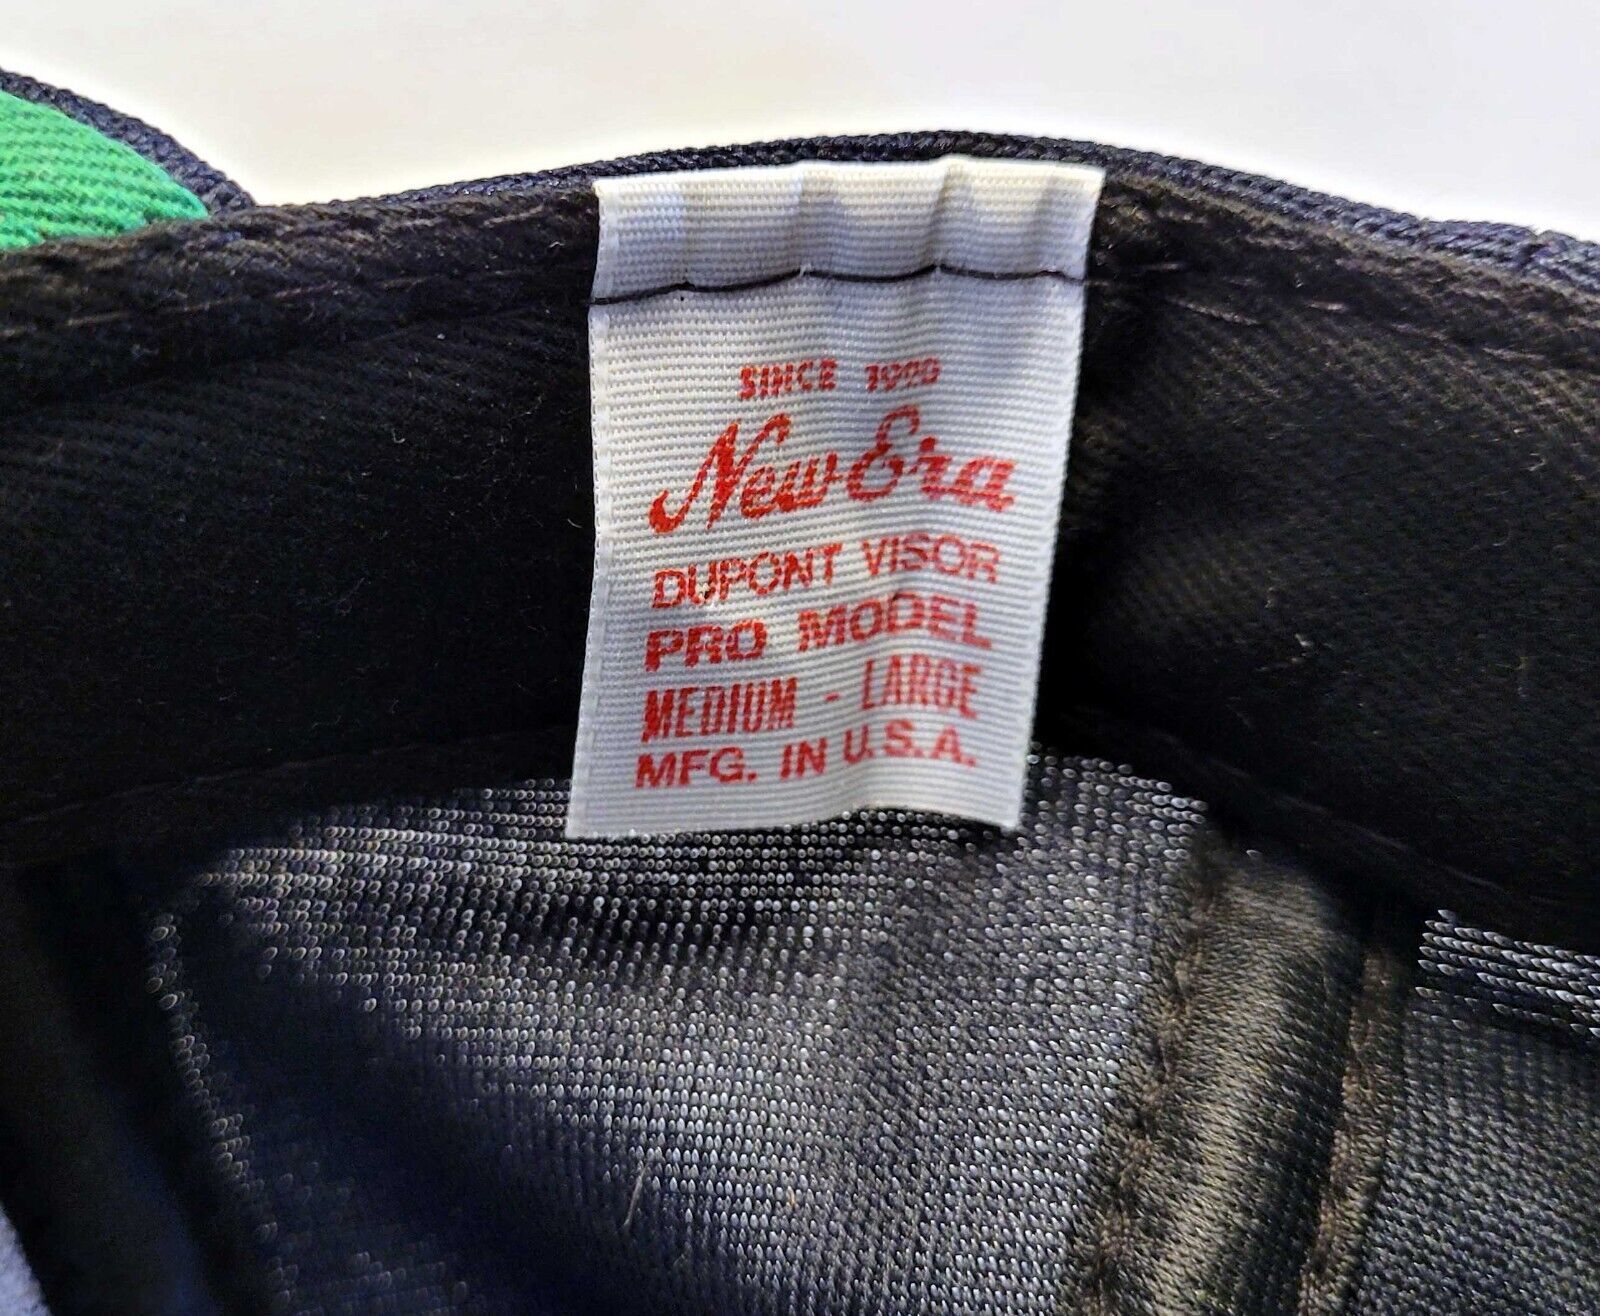 SINCE 1920
New Era
DUPONT VISOR
PRO MODEL
MEDIUM - LARGE
MFG. IN U.S.A.